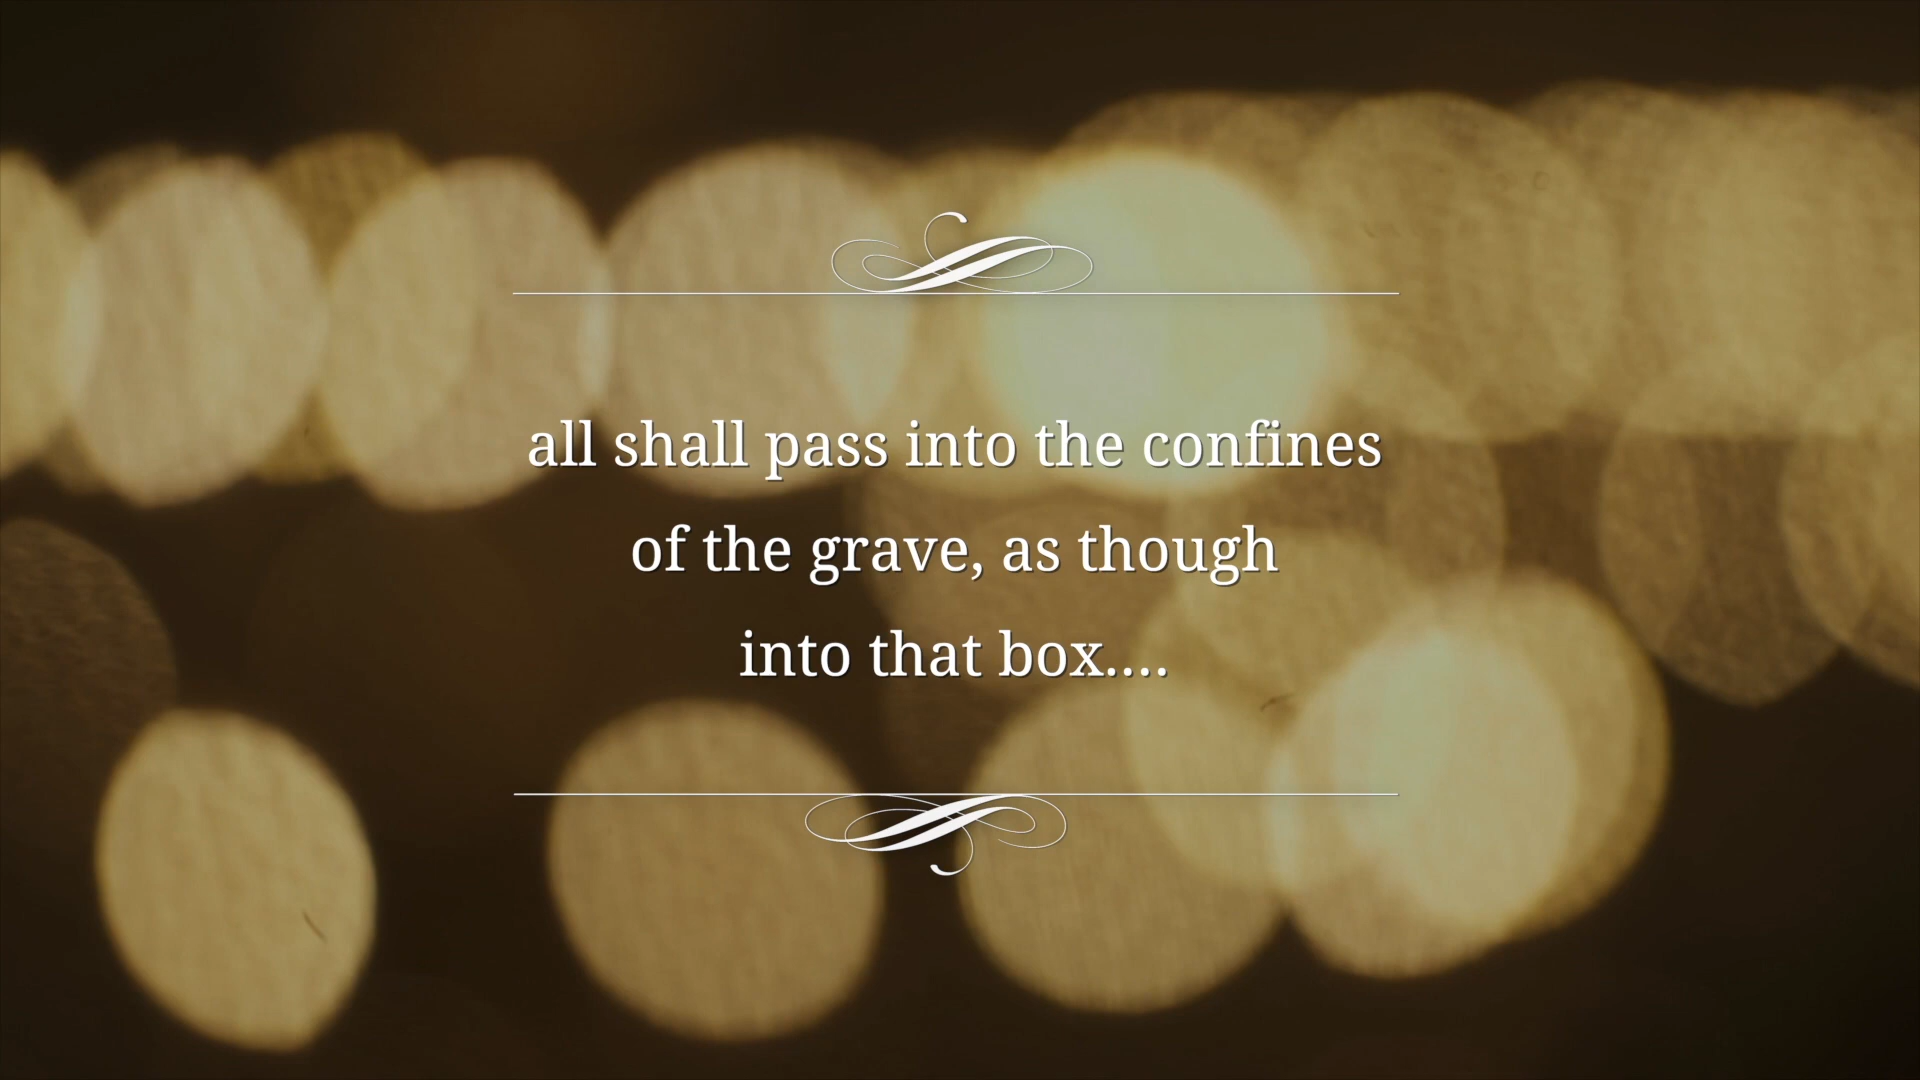 all shall pass into the confines
of the grave, as though
into that box....